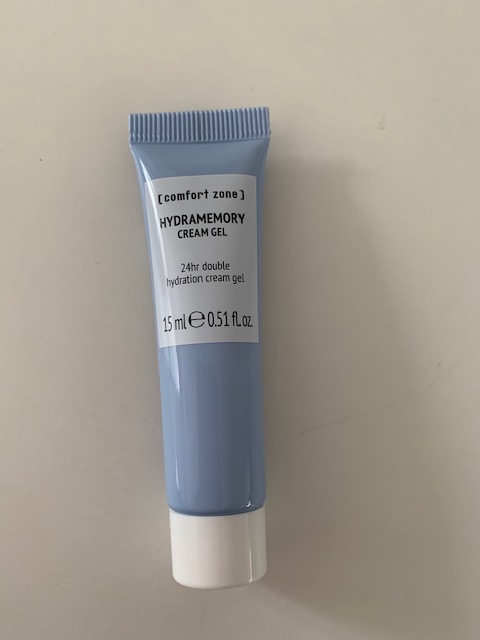 [comfort zone]
HYDRAMEMORY
CREAM GEL
24hr double
hydration cream gel
15 ml ℮ 0.51 fl. oz.